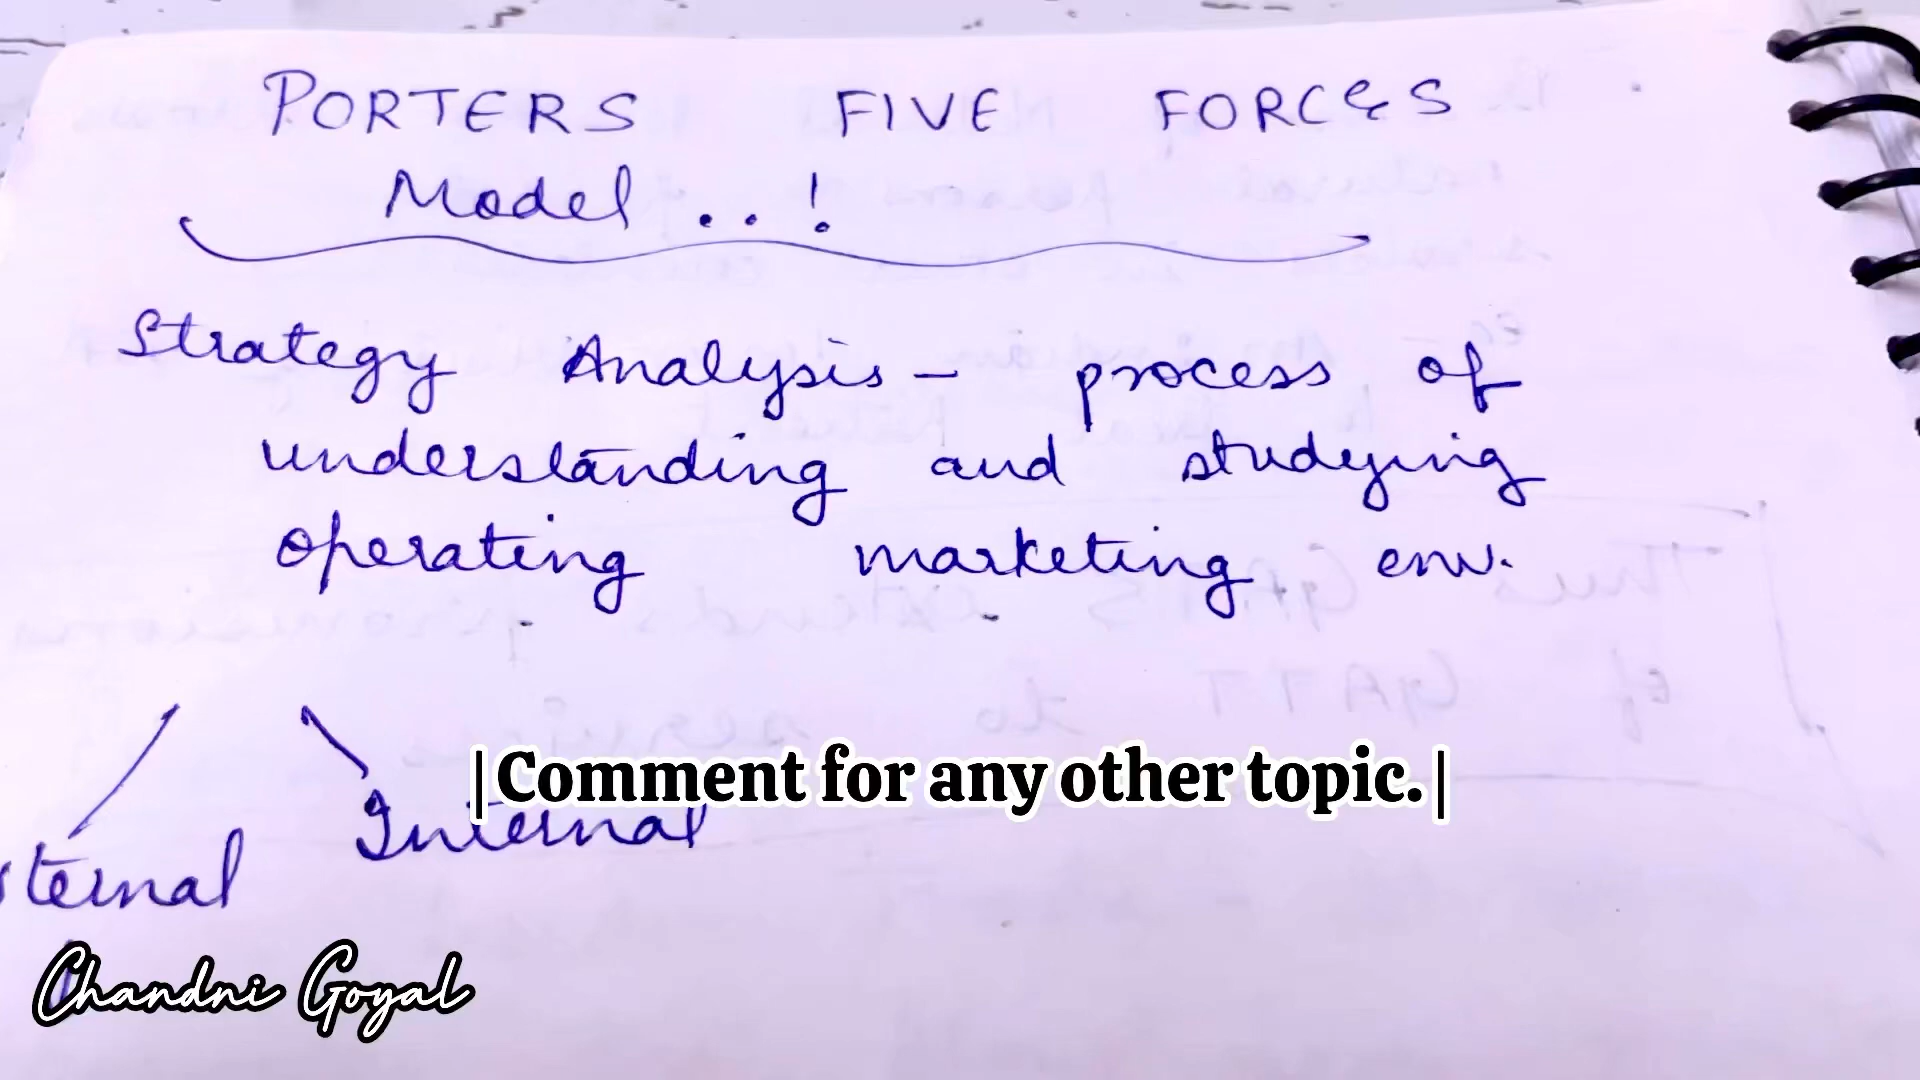 PORTERS FIVE FORCES
Model ..!
Strategy Analysis - process of
understanding and studying
operating marketing env.
|Comment for any other topic.|
Internal
ternal
Chandni Goyal